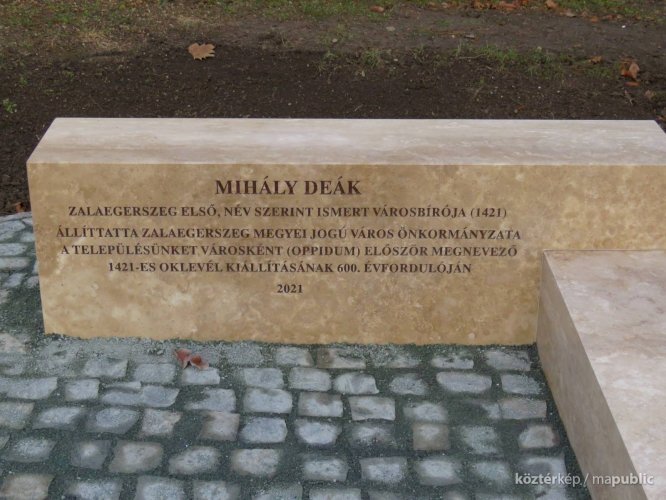 MIHÁLY DEÁK
ZALAEGERSZEG ELSŐ, NÉV SZERINT ISMERT VÁROSBÍRÓJA (1421)
ÁLLÍTTATTA ZALAEGERSZEG MEGYEI JOGÚ VÁROS ÖNKORMÁNYZATA
A TELEPÜLÉSÜNKET VÁROSKÉNT (OPPIDUM) ELŐSZÖR MEGNEVEZŐ
1421-ES OKLEVÉL KIÁLLÍTÁSÁNAK 600. ÉVFORDULÓJÁN
2021
köztérkép / mapublic